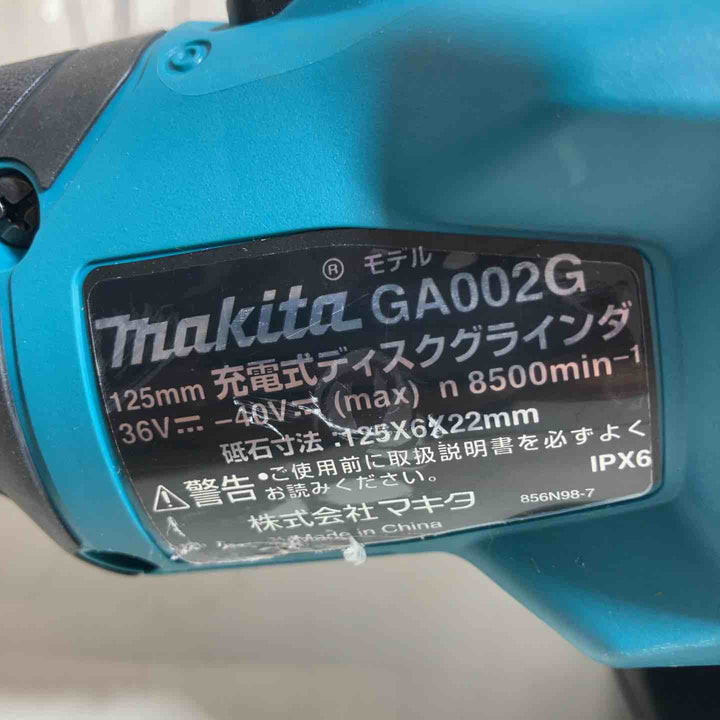 ® モデル
makita GA002G
125mm 充電式ディスクグラインダ
36V⎓ –40V⎓ (max) n 8500min⁻¹
砥石寸法:125X6X22mm
⚠警告 •ご使用前に取扱説明書を必ずよく
お読みください。
IPX6
株式会社マキタ 856N98-7
Made in China